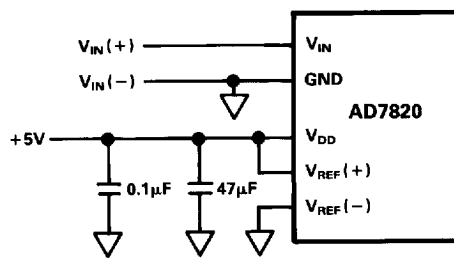 V_IN(+) V_IN
V_IN(−) GND
AD7820
+5V V_DD
0.1µF 47µF V_REF(+)
V_REF(−)